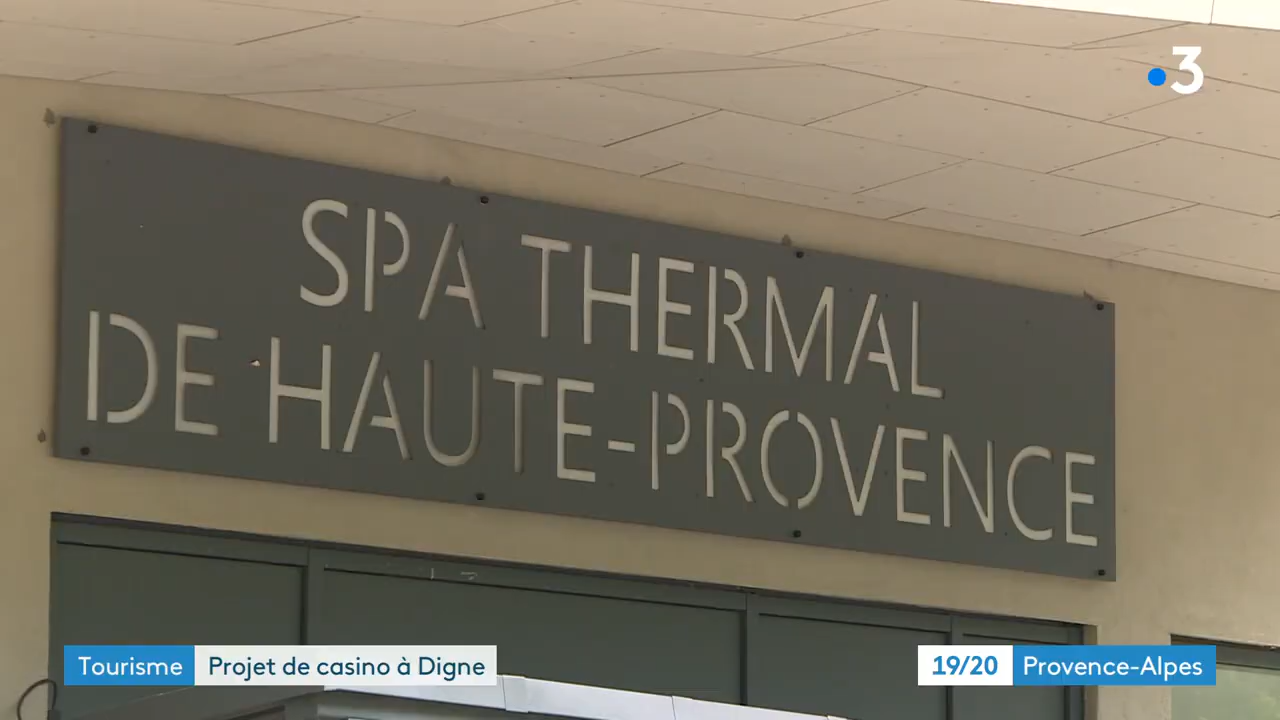 3
SPA THERMAL
DE HAUTE-PROVENCE
Tourisme Projet de casino à Digne
19/20 Provence-Alpes